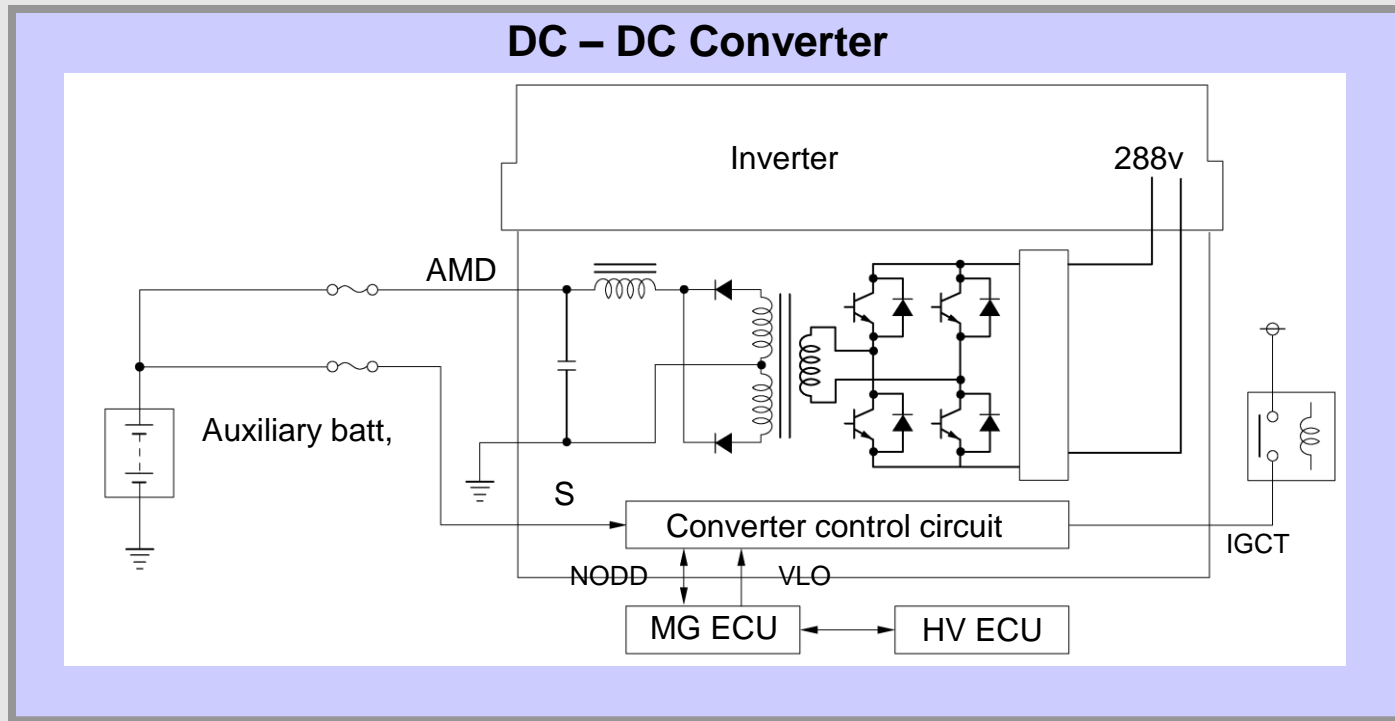 DC – DC Converter
Inverter
288v
AMD
Auxiliary batt,
S
Converter control circuit
IGCT
NODD
VLO
MG ECU
HV ECU